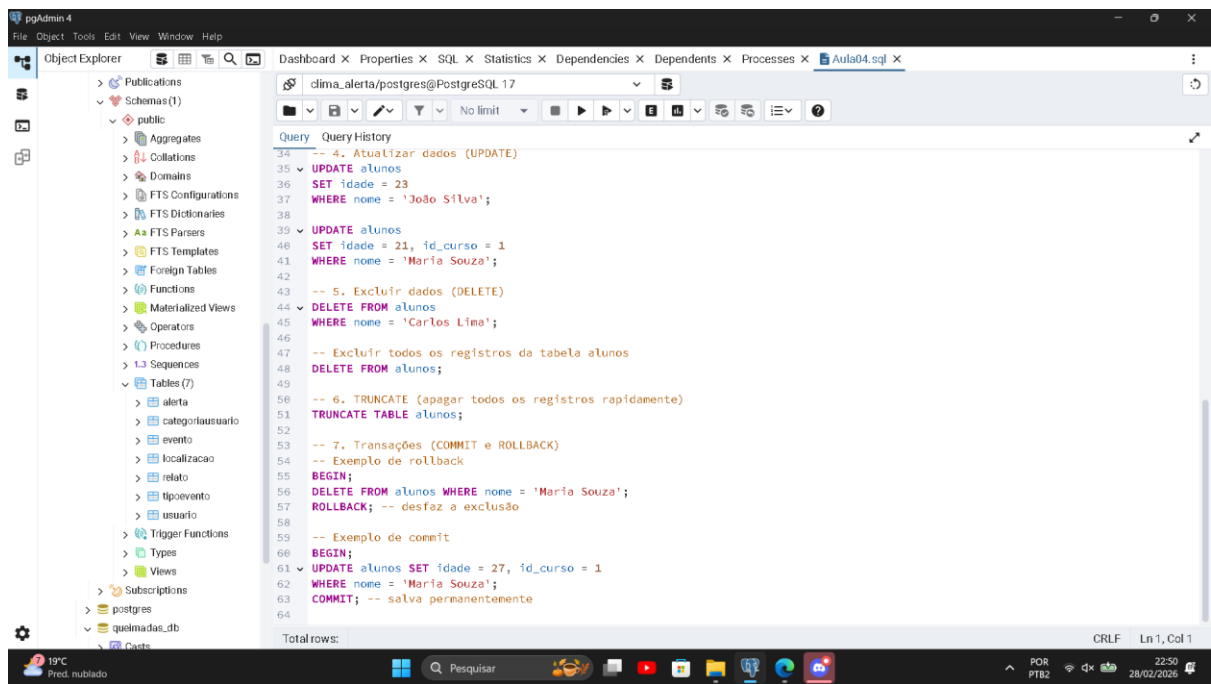 pgAdmin 4
File Object Tools Edit View Window Help
Object Explorer
Dashboard X Properties X SQL X Statistics X Dependencies X Dependents X Processes X Aula04.sql X
Publications
Schemas (1)
public
Aggregates
Collations
Domains
FTS Configurations
FTS Dictionaries
FTS Parsers
FTS Templates
Foreign Tables
Functions
Materialized Views
Operators
Procedures
1.3 Sequences
Tables (7)
alerta
categoriausuario
evento
localizacao
relato
tipoevento
usuario
Trigger Functions
Types
Views
Subscriptions
postgres
queimadas_db
Casts
clima_alerta/postgres@PostgreSQL 17
No limit
Query Query History
34 -- 4. Atualizar dados (UPDATE)
35 UPDATE alunos
36 SET idade = 23
37 WHERE nome = 'João Silva';
38
39 UPDATE alunos
40 SET idade = 21, id_curso = 1
41 WHERE nome = 'Maria Souza';
42
43 -- 5. Excluir dados (DELETE)
44 DELETE FROM alunos
45 WHERE nome = 'Carlos Lima';
46
47 -- Excluir todos os registros da tabela alunos
48 DELETE FROM alunos;
49
50 -- 6. TRUNCATE (apagar todos os registros rapidamente)
51 TRUNCATE TABLE alunos;
52
53 -- 7. Transações (COMMIT e ROLLBACK)
54 -- Exemplo de rollback
55 BEGIN;
56 DELETE FROM alunos WHERE nome = 'Maria Souza';
57 ROLLBACK; -- desfaz a exclusão
58
59 -- Exemplo de commit
60 BEGIN;
61 UPDATE alunos SET idade = 27, id_curso = 1
62 WHERE nome = 'Maria Souza';
63 COMMIT; -- salva permanentemente
64
Total rows:
CRLF Ln 1, Col 1
7
19°C
Pred. nublado
Pesquisar
POR
PTB2
22:50
28/02/2026